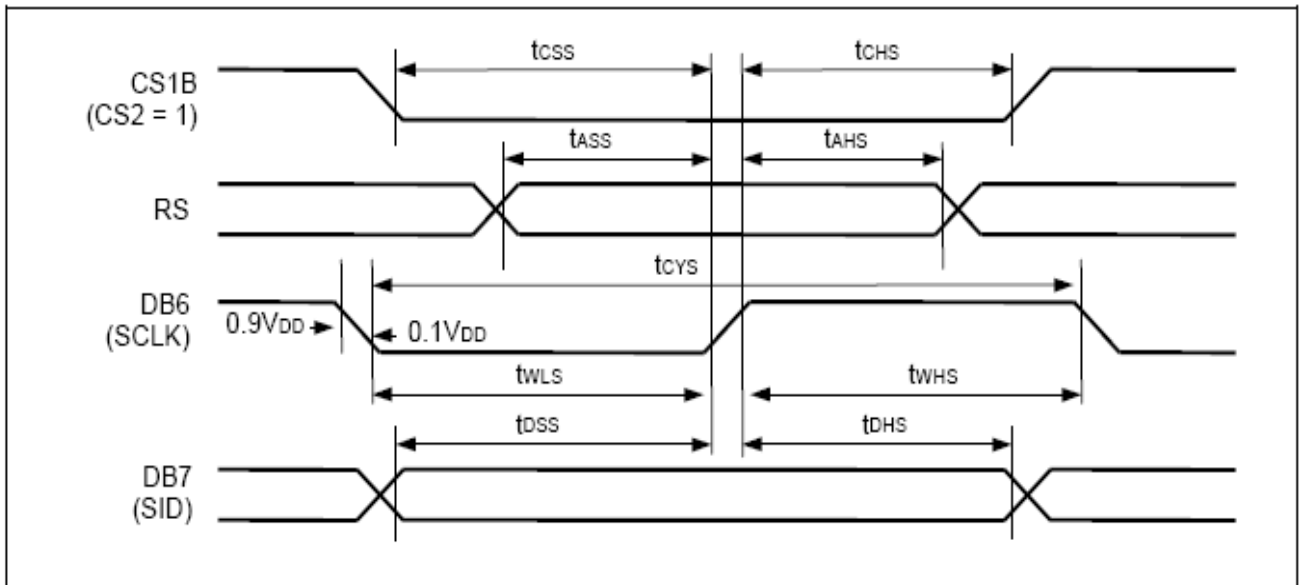 tCSS
tCHS
CS1B
(CS2 = 1)
tASS
tAHS
RS
tCYS
DB6
(SCLK)
0.9VDD
0.1VDD
tWLS
tWHS
tDSS
tDHS
DB7
(SID)